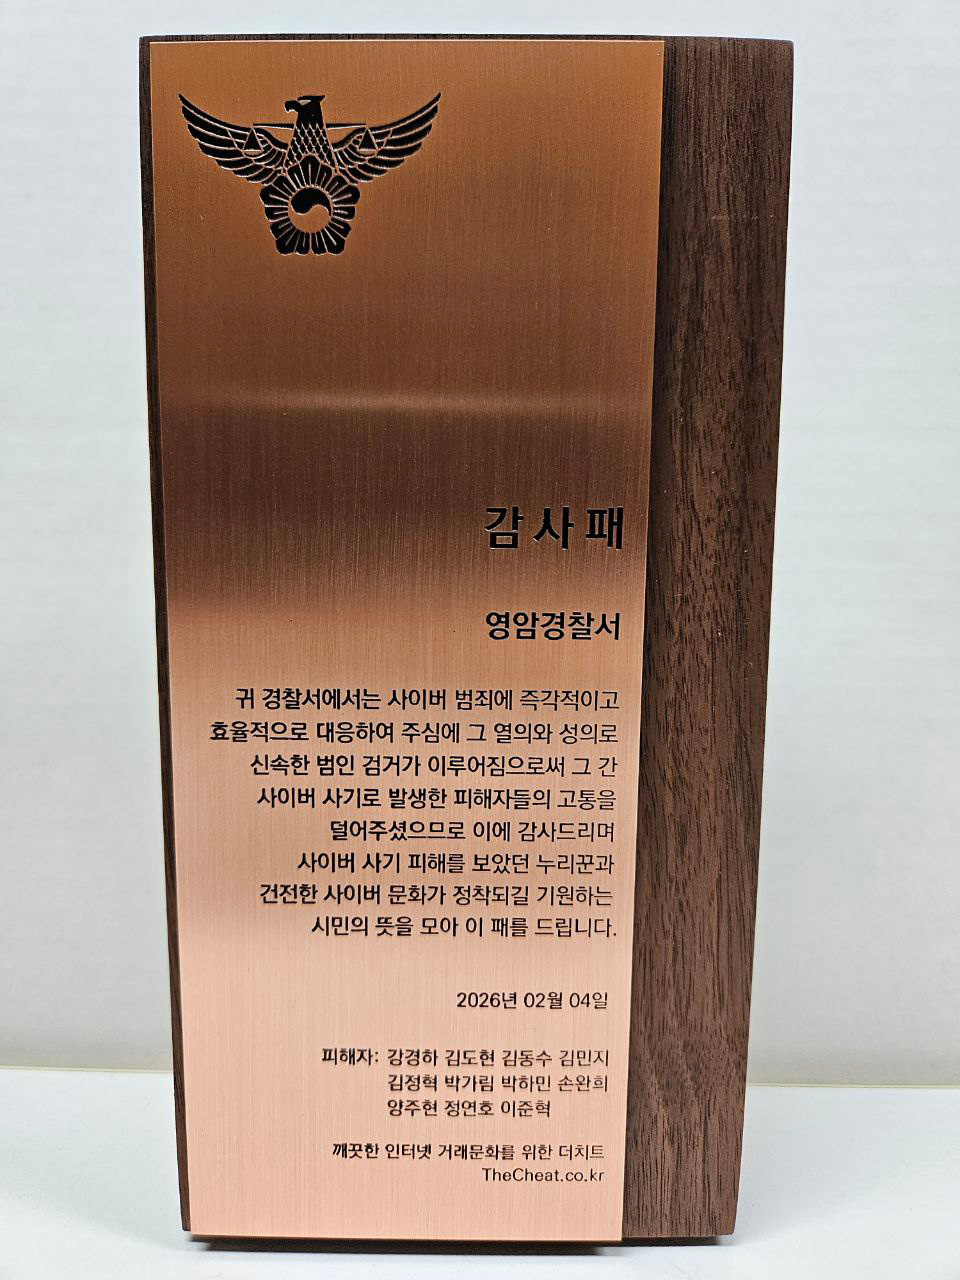 감사패
영암경찰서
귀 경찰서에서는 사이버 범죄에 즉각적이고
효율적으로 대응하여 주심에 그 열의와 성의로
신속한 범인 검거가 이루어짐으로써 그 간
사이버 사기로 발생한 피해자들의 고통을
덜어주셨으므로 이에 감사드리며
사이버 사기 피해를 보았던 누리꾼과
건전한 사이버 문화가 정착되길 기원하는
시민의 뜻을 모아 이 패를 드립니다.
2026년 02월 04일
피해자: 강경하 김도현 김동수 김민지
김정혁 박가림 박하민 손완희
양주현 정연호 이준혁
깨끗한 인터넷 거래문화를 위한 더치트
TheCheat.co.kr